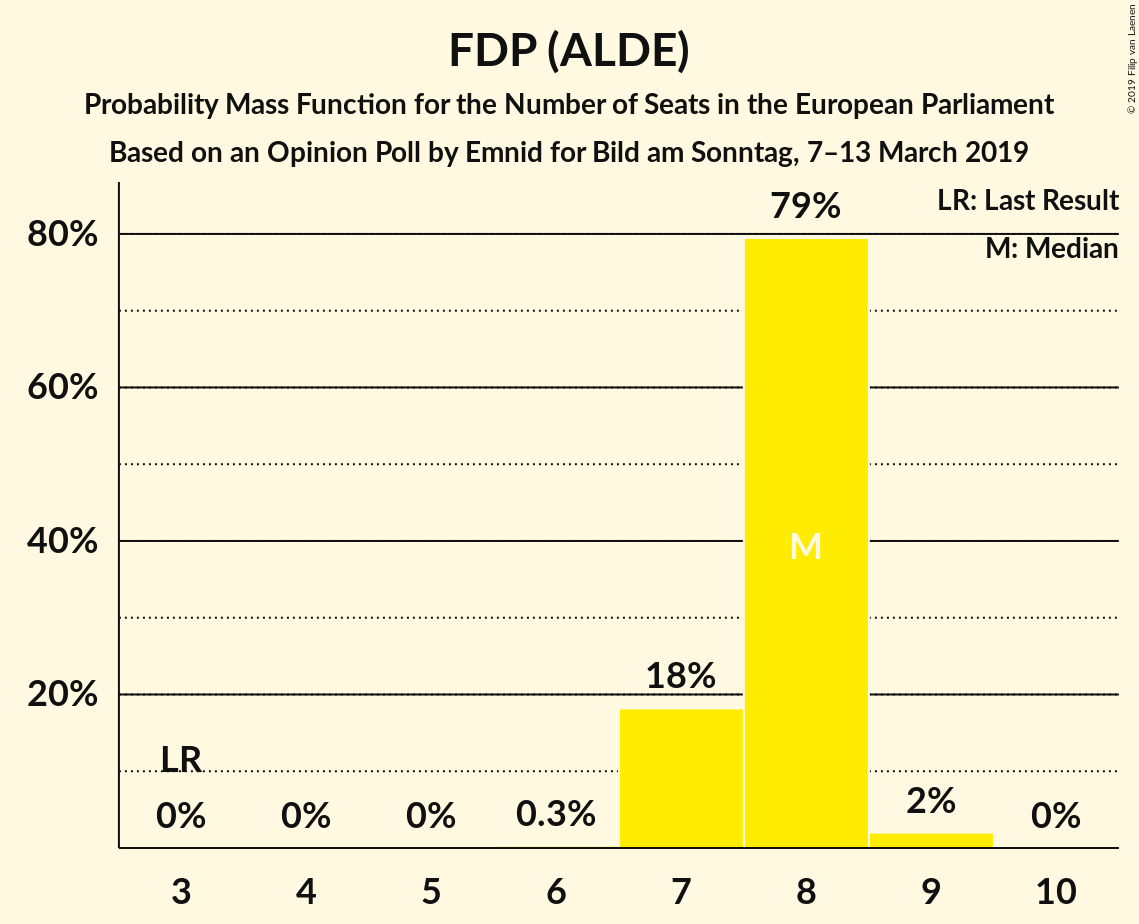 FDP (ALDE)
Probability Mass Function for the Number of Seats in the European Parliament
Based on an Opinion Poll by Emnid for Bild am Sonntag, 7–13 March 2019
© 2019 Filip van Laenen
LR: Last Result
M: Median
80%
60%
40%
20%
79%
M
18%
LR
0%
0%
0%
0.3%
2%
0%
3 4 5 6 7 8 9 10